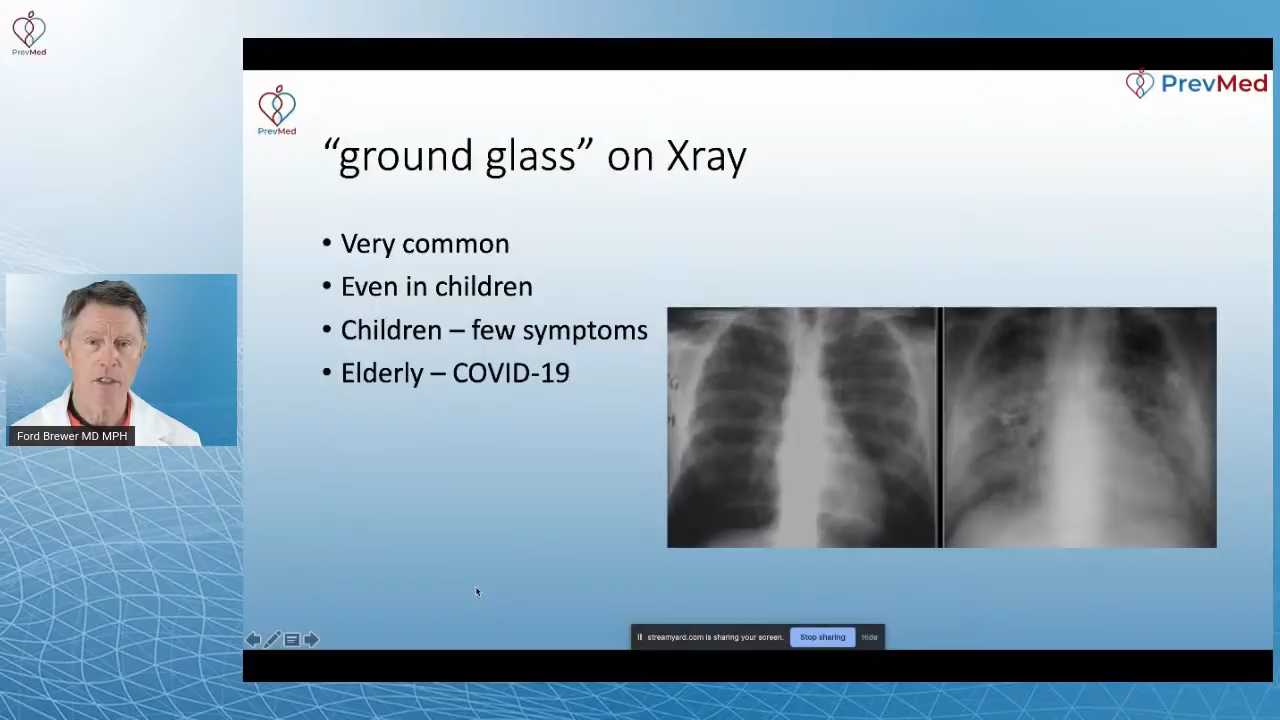 PrevMed
PrevMed
PrevMed
“ground glass” on Xray
• Very common
• Even in children
• Children – few symptoms
• Elderly – COVID-19
Ford Brewer MD MPH
streamyard.com is sharing your screen. Stop sharing Hide